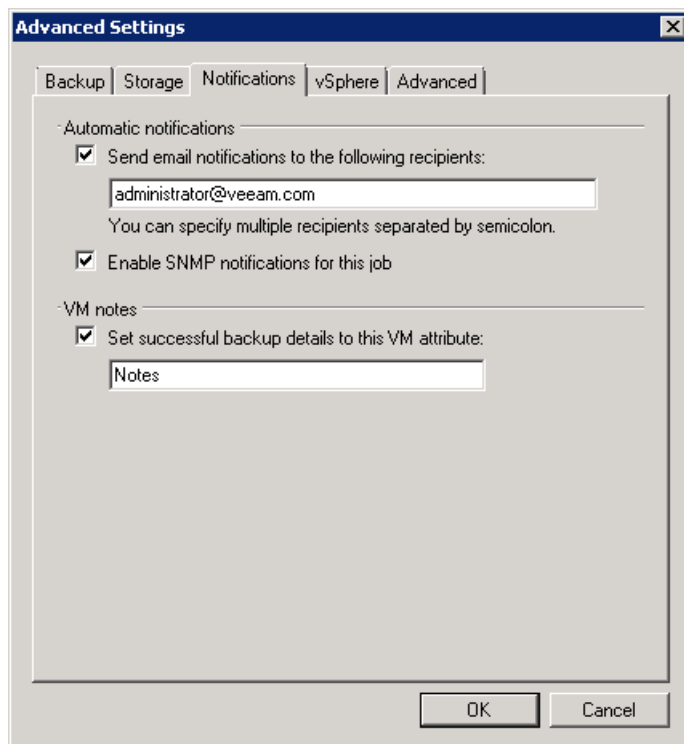 Advanced Settings
Backup Storage Notifications vSphere Advanced
Automatic notifications
Send email notifications to the following recipients:
administrator@veeam.com
You can specify multiple recipients separated by semicolon.
Enable SNMP notifications for this job
VM notes
Set successful backup details to this VM attribute:
Notes
OK Cancel